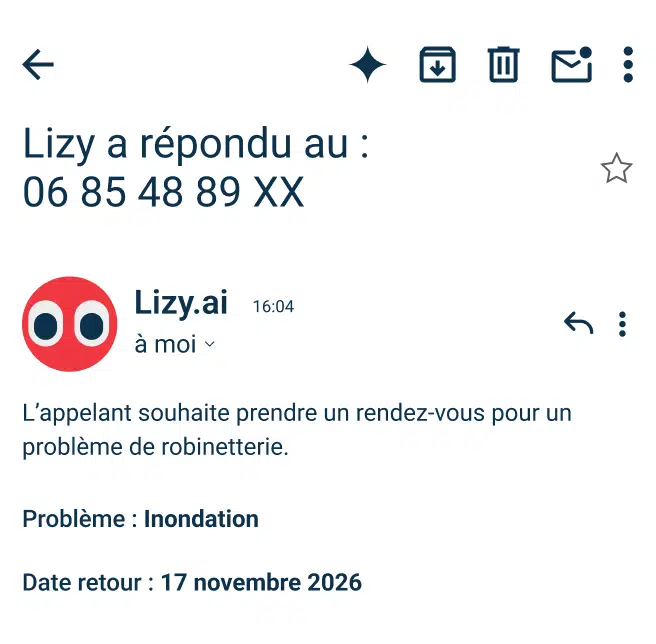 Lizy a répondu au :
06 85 48 89 XX
Lizy.ai 16:04
à moi
L’appelant souhaite prendre un rendez-vous pour un
problème de robinetterie.
Problème : Inondation
Date retour : 17 novembre 2026